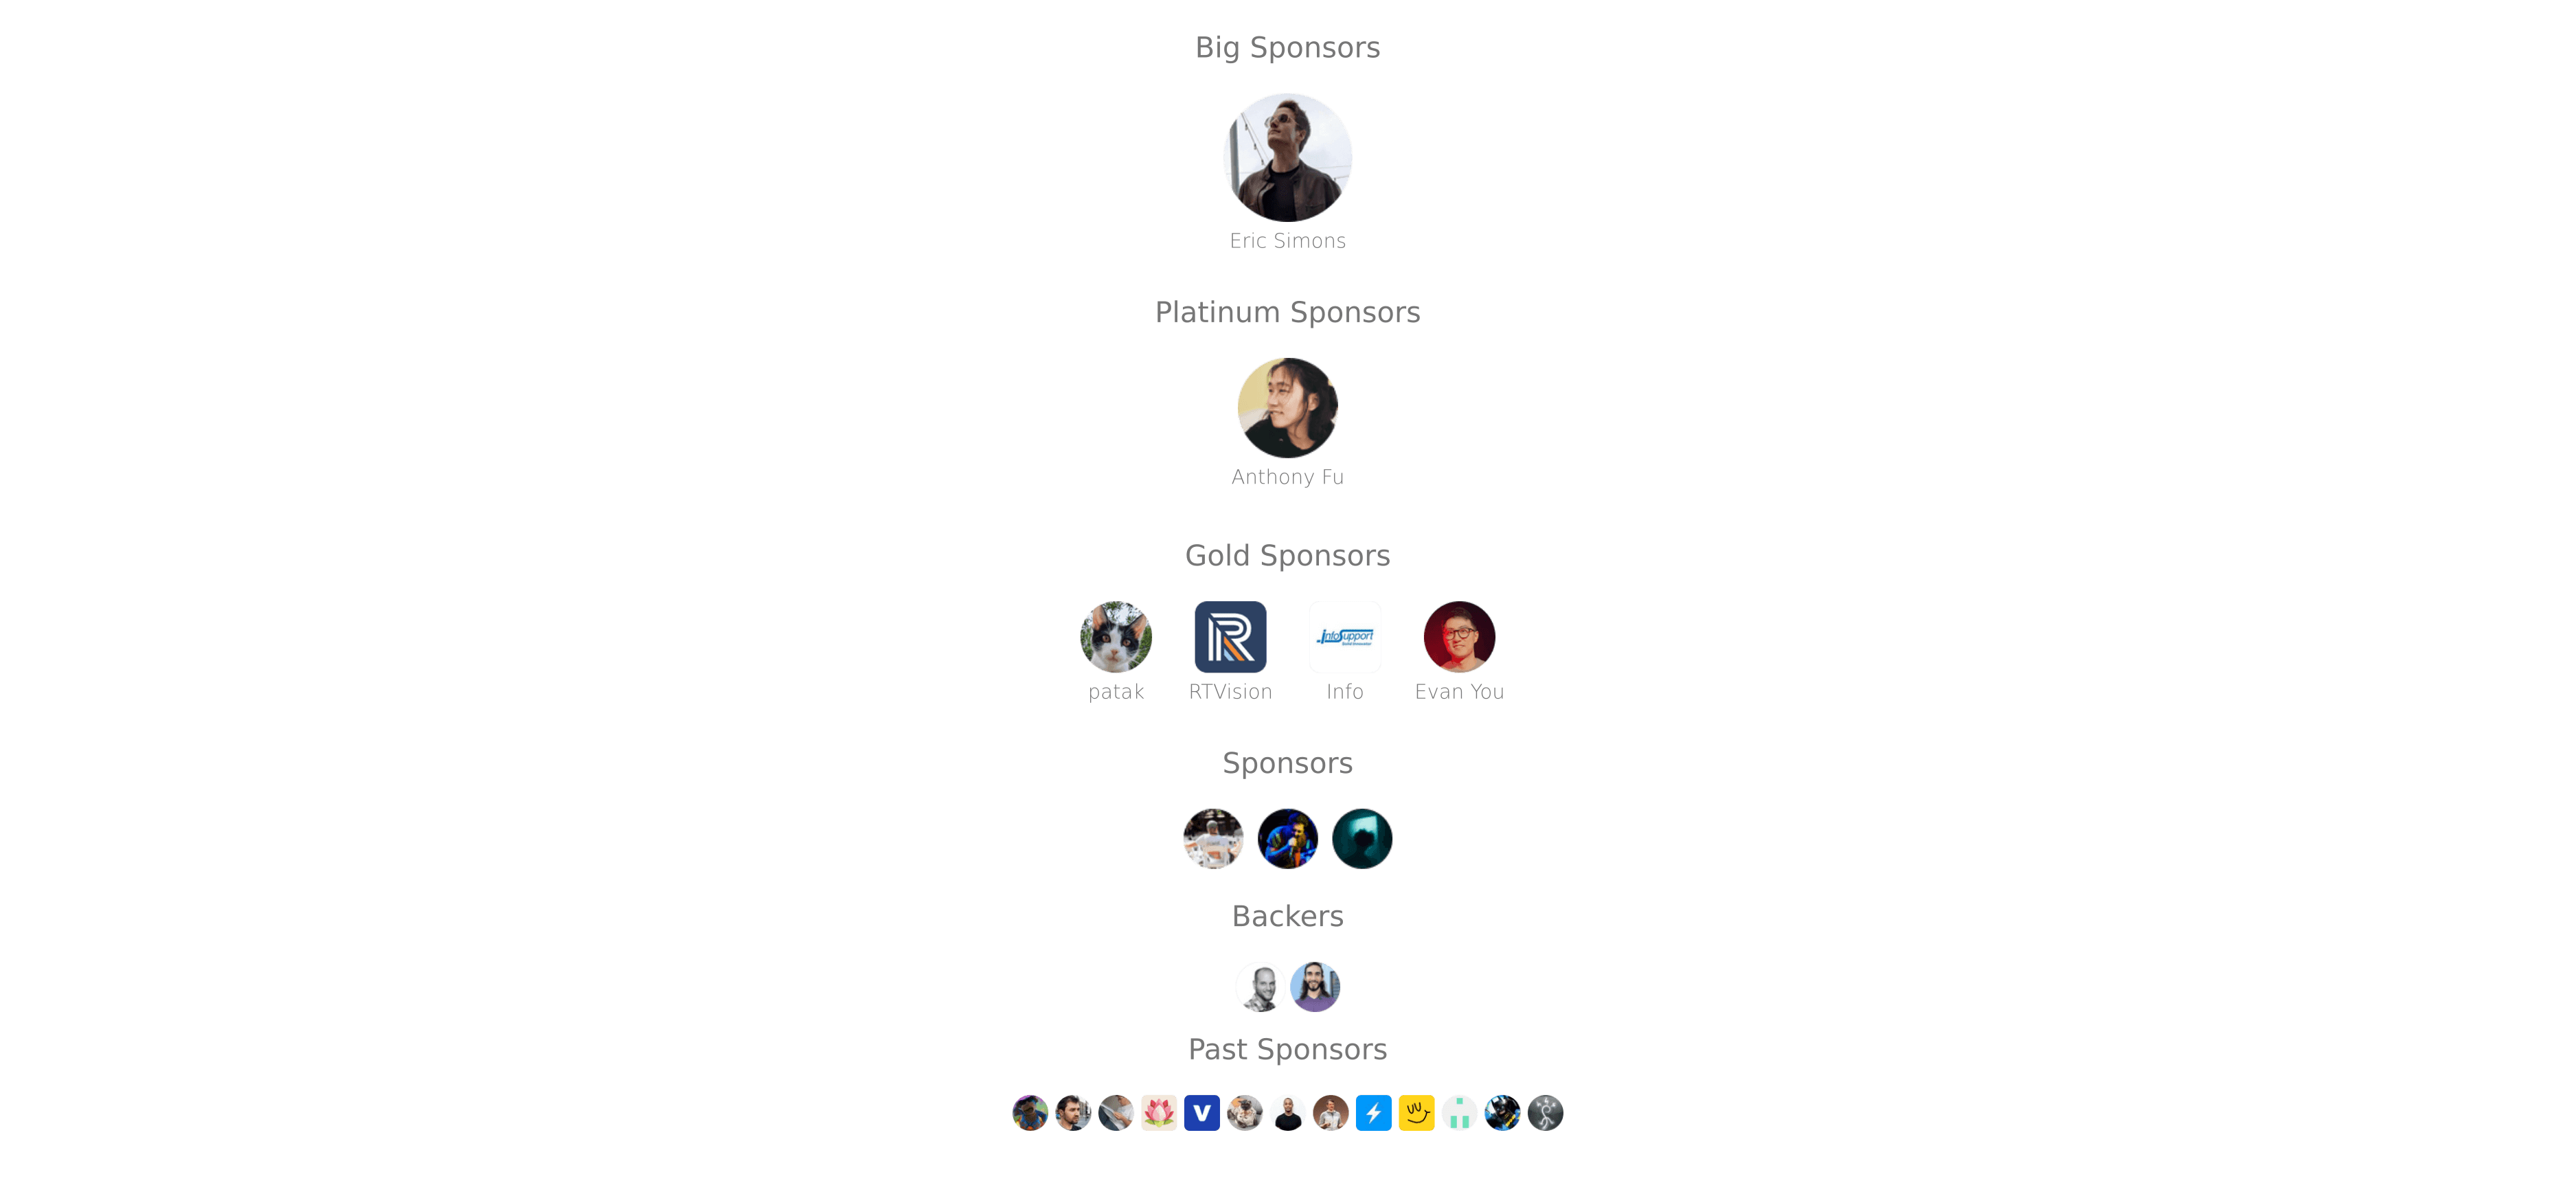 Big Sponsors
Eric Simons
Platinum Sponsors
Anthony Fu
Gold Sponsors
InfoSupport
patak
RTVision
Info
Evan You
Sponsors
Backers
Past Sponsors